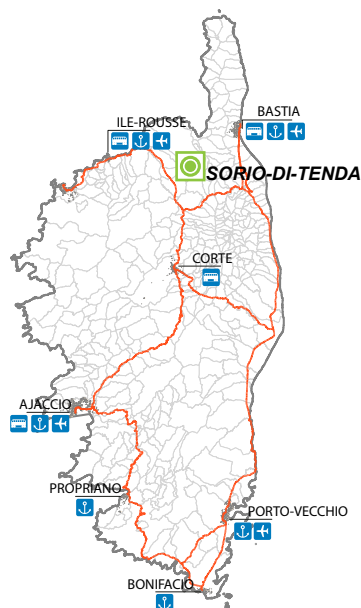 BASTIA
ILE-ROUSSE
SORIO-DI-TENDA
CORTE
AJACCIO
PROPRIANO
PORTO-VECCHIO
BONIFACIO